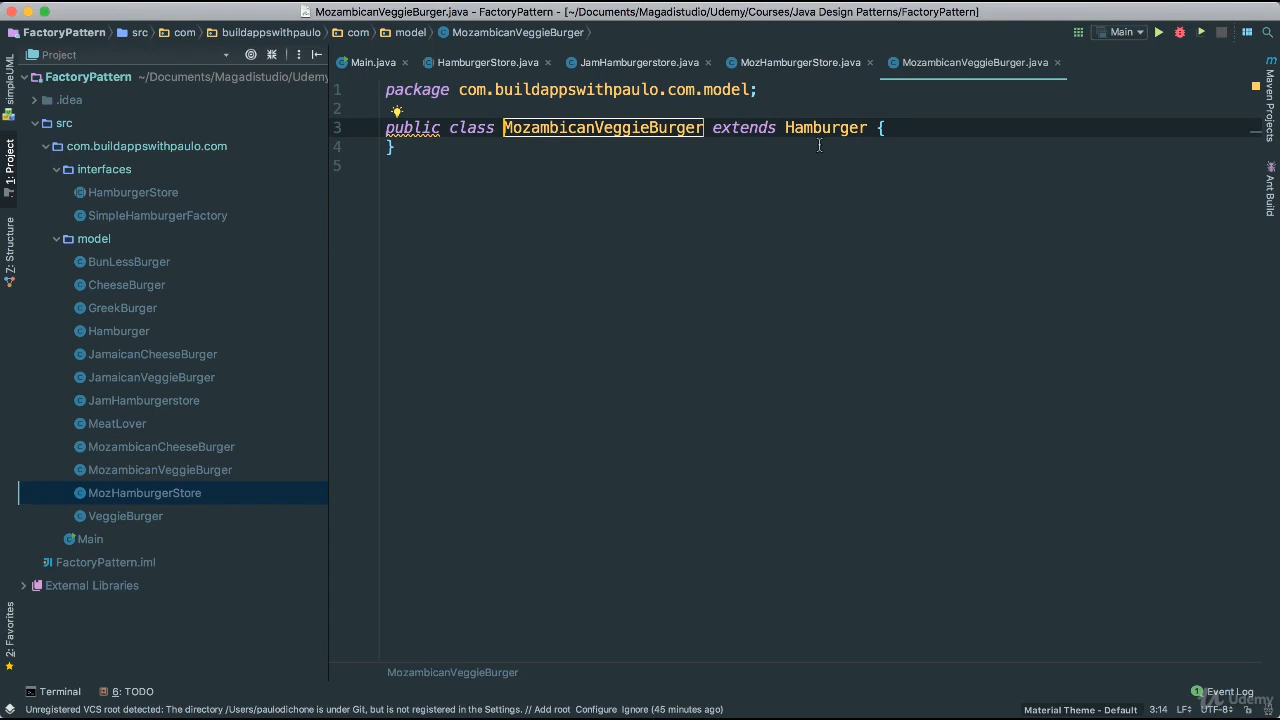 MozambicanVeggieBurger.java - FactoryPattern - [~/Documents/Magadistudio/Udemy/Courses/Java Design Patterns/FactoryPattern]
FactoryPattern src com buildappswithpaulo com model MozambicanVeggieBurger Main
Project
Main.java HamburgerStore.java JamHamburgerstore.java MozHamburgerStore.java MozambicanVeggieBurger.java
FactoryPattern ~/Documents/Magadistudio/Udemy
.idea
src
com.buildappswithpaulo.com
interfaces
HamburgerStore
SimpleHamburgerFactory
model
BunLessBurger
CheeseBurger
GreekBurger
Hamburger
JamaicanCheeseBurger
JamaicanVeggieBurger
JamHamburgerstore
MeatLover
MozambicanCheeseBurger
MozambicanVeggieBurger
MozHamburgerStore
VeggieBurger
Main
FactoryPattern.iml
External Libraries
simpleUML
1: Project
7: Structure
2: Favorites
1 package com.buildappswithpaulo.com.model;
2
3 public class MozambicanVeggieBurger extends Hamburger {
4 }
5
Maven Projects
Ant Build
MozambicanVeggieBurger
Terminal 6: TODO
1 Event Log
Unregistered VCS root detected: The directory /Users/paulodichone is under Git, but is not registered in the Settings. // Add root Configure Ignore (45 minutes ago)
Material Theme - Default 3:14 LF÷ UTF-8÷
Udemy